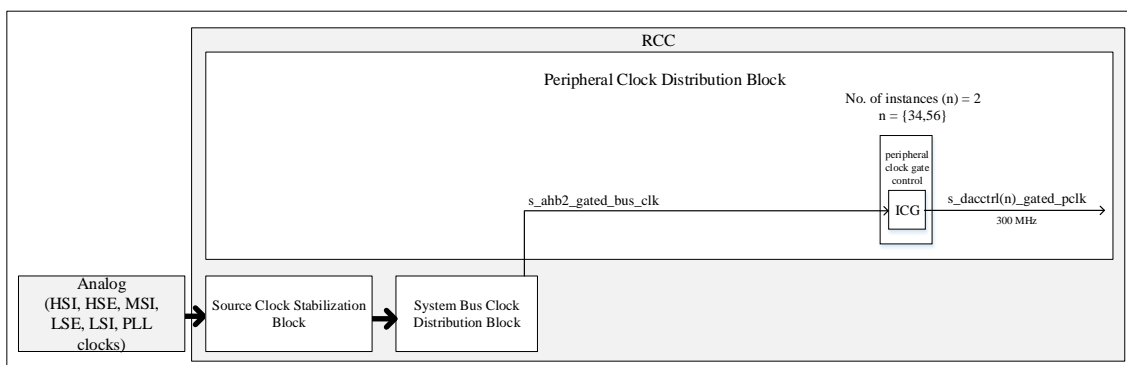 RCC
Peripheral Clock Distribution Block
No. of instances (n) = 2
n = {34,56}
peripheral
clock gate
control
s_ahb2_gated_bus_clk
ICG
s_dacctrl(n)_gated_pclk
300 MHz
Analog
(HSI, HSE, MSI,
LSE, LSI, PLL
clocks)
Source Clock Stabilization
Block
System Bus Clock
Distribution Block